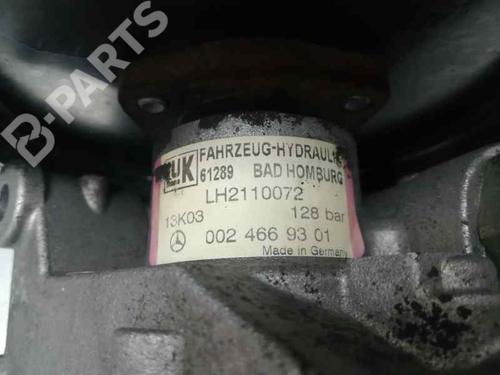 B-PARTS
LUK FAHRZEUG-HYDRAULIK
61289 BAD HOMBURG
LH2110072
13K03 128 bar
002 466 93 01
Made in Germany